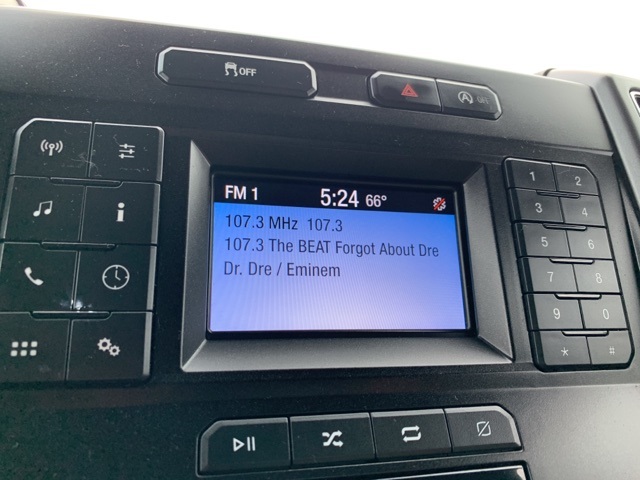 OFF
OFF
FM 1 5:24 66°
107.3 MHz 107.3
107.3 The BEAT Forgot About Dre
Dr. Dre / Eminem
i
1 2
3 4
5 6
7 8
9 0
* #